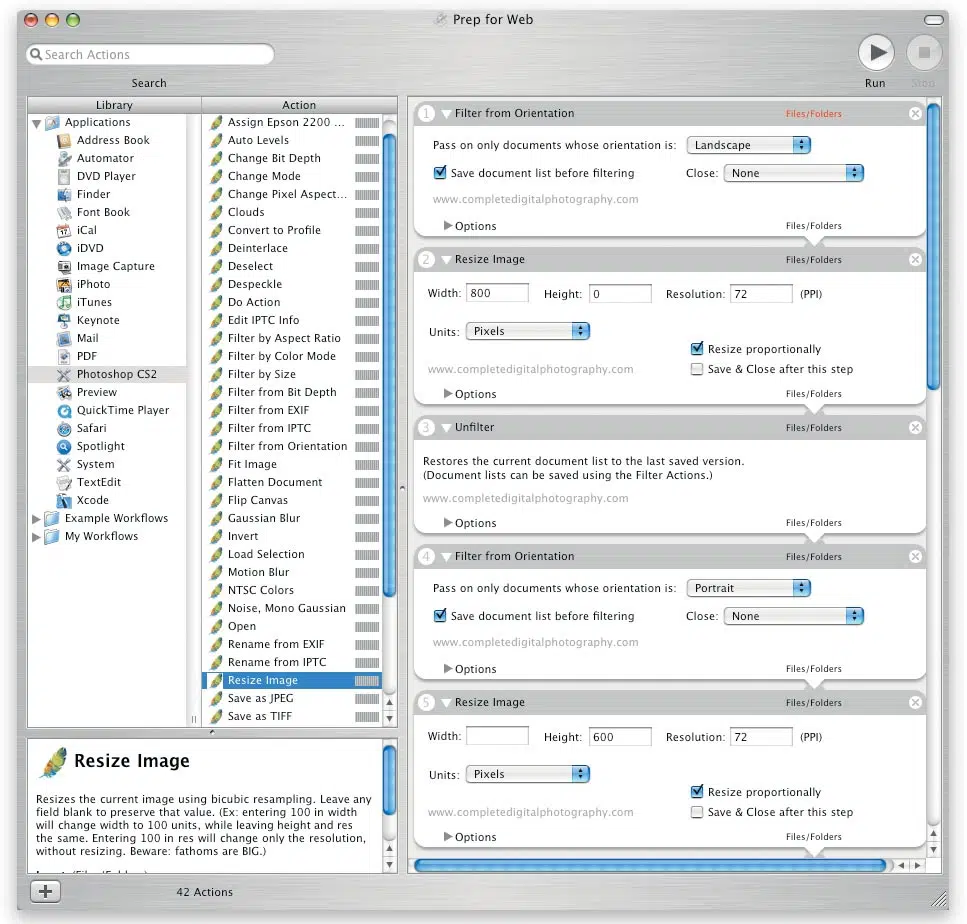 Prep for Web
Search Actions
Search
Run
Stop
Library
Action
Applications
Address Book
Automator
DVD Player
Finder
Font Book
iCal
iDVD
Image Capture
iPhoto
iTunes
Keynote
Mail
PDF
Photoshop CS2
Preview
QuickTime Player
Safari
Spotlight
System
TextEdit
Xcode
Example Workflows
My Workflows
Assign Epson 2200 ...
Auto Levels
Change Bit Depth
Change Mode
Change Pixel Aspect...
Clouds
Convert to Profile
Deinterlace
Deselect
Despeckle
Do Action
Edit IPTC Info
Filter by Aspect Ratio
Filter by Color Mode
Filter by Size
Filter from Bit Depth
Filter from EXIF
Filter from IPTC
Filter from Orientation
Fit Image
Flatten Document
Flip Canvas
Gaussian Blur
Invert
Load Selection
Motion Blur
NTSC Colors
Noise, Mono Gaussian
Open
Rename from EXIF
Rename from IPTC
Resize Image
Save as JPEG
Save as TIFF
Resize Image
Resizes the current image using bicubic resampling. Leave any
field blank to preserve that value. (Ex: entering 100 in width
will change width to 100 units, while leaving height and res
the same. Entering 100 in res will change only the resolution,
without resizing. Beware: fathoms are BIG.)
42 Actions
1 Filter from Orientation Files/Folders
Pass on only documents whose orientation is: Landscape
Save document list before filtering Close: None
www.completedigitalphotography.com
Options Files/Folders
2 Resize Image Files/Folders
Width: 800 Height: 0 Resolution: 72 (PPI)
Units: Pixels
Resize proportionally
www.completedigitalphotography.com Save & Close after this step
Options Files/Folders
3 Unfilter Files/Folders
Restores the current document list to the last saved version.
(Document lists can be saved using the Filter Actions.)
www.completedigitalphotography.com
Options Files/Folders
4 Filter from Orientation Files/Folders
Pass on only documents whose orientation is: Portrait
Save document list before filtering Close: None
www.completedigitalphotography.com
Options Files/Folders
5 Resize Image Files/Folders
Width: Height: 600 Resolution: 72 (PPI)
Units: Pixels
Resize proportionally
www.completedigitalphotography.com Save & Close after this step
Options Files/Folders